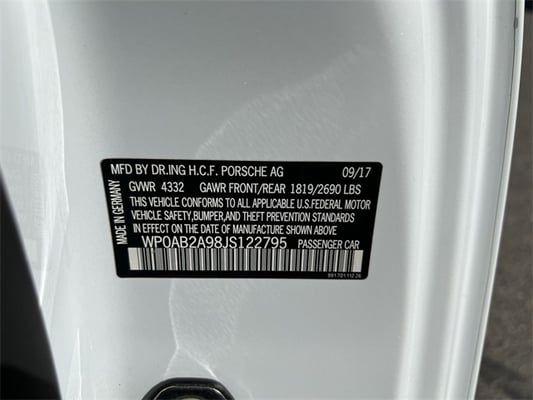 MFD BY DR.ING H.C.F. PORSCHE AG 09/17
MADE IN GERMANY
GVWR 4332 GAWR FRONT/REAR 1819/2690 LBS
THIS VEHICLE CONFORMS TO ALL APPLICABLE U.S.FEDERAL MOTOR
VEHICLE SAFETY,BUMPER,AND THEFT PREVENTION STANDARDS
IN EFFECT ON THE DATE OF MANUFACTURE SHOWN ABOVE.
WP0AB2A98JS122795 PASSENGER CAR